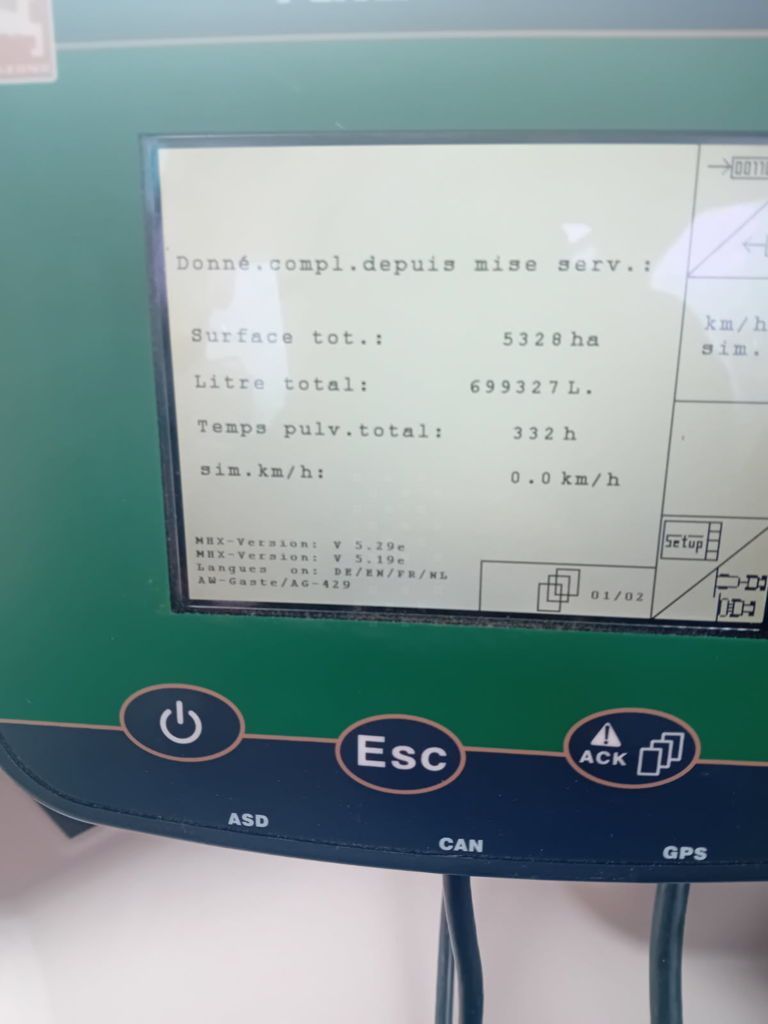 Donné.compl.depuis mise serv.:
Surface tot.: 5328 ha
Litre total: 699327 L.
Temps pulv.total: 332 h
sim.km/h: 0.0 km/h
MHX-Version: V 5.29e
MHX-Version: V 5.19e
Langues on: DE/EN/FR/NL
AW-Gaste/AG-429
01/02
km/h
sim.
Setup
Esc
ACK
ASD
CAN
GPS